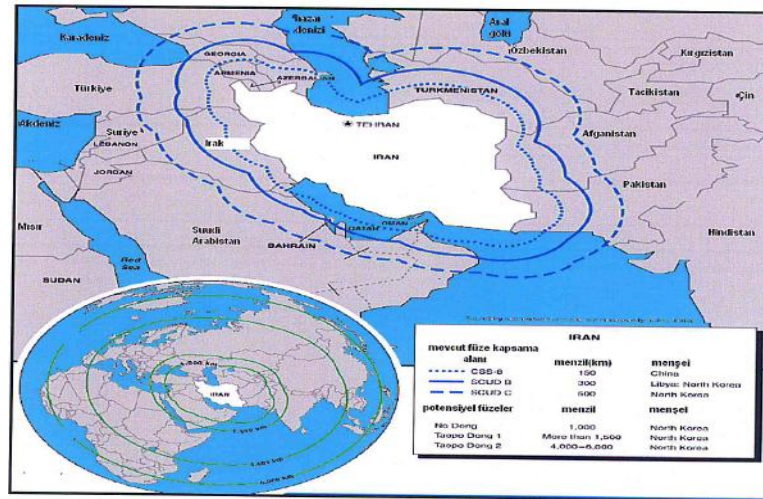 Karadeniz
hazar
denizi
Aral
gölü
Özbekistan
Kırgızistan
GEORGIA
ARMENIA
AZERBAIJAN
Türkiye
TURKMENISTAN
Tacikistan
Çin
Akdeniz
Suriye
LEBANON
Irak
TEHRAN
IRAN
Afganistan
JORDAN
Pakistan
Mısır
Suudi
Arabistan
BAHRAIN
QATAR
OMAN
Hindistan
Red
Sea
SUDAN
IRAN
IRAN
mevcut füze kapsama
alanı menzil(km) menşei
CSS-8 150 China
SCUD B 300 Libya: North Korea
SCUD C 500 North Korea
potensiyel füzeler menzil menşei
No Dong 1,000 North Korea
Taepo Dong 1 More than 1,500 North Korea
Taepo Dong 2 4,000–6,000 North Korea